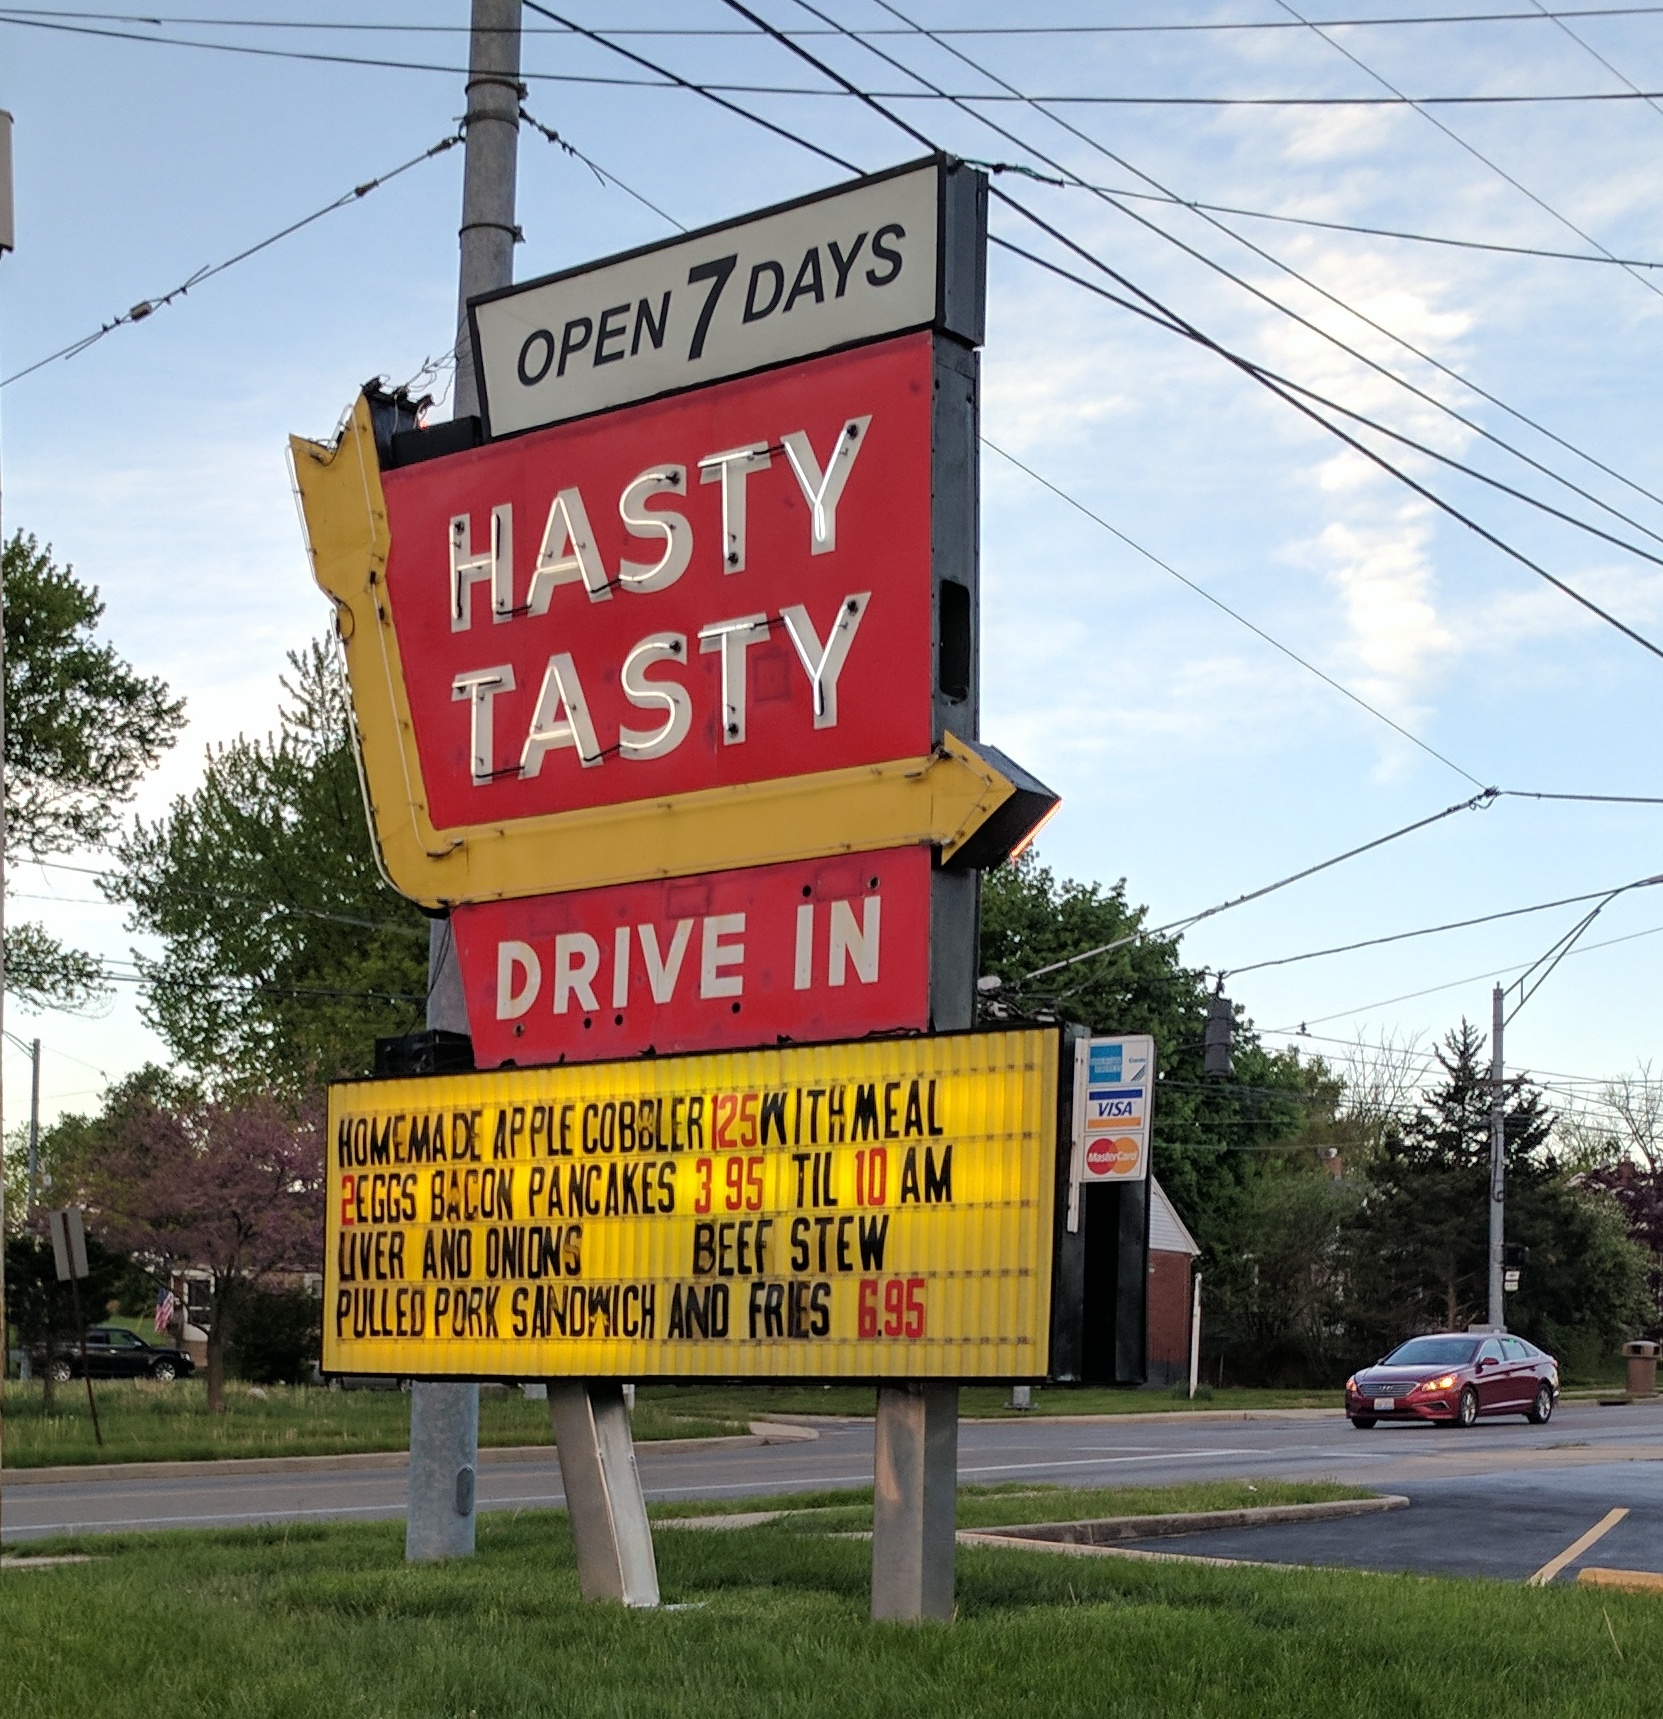 OPEN 7 DAYS
HASTY
TASTY
DRIVE IN
HOMEMADE APPLE COBBLER 125 WITH MEAL
2 EGGS BACON PANCAKES 3 95 TIL 10 AM
LIVER AND ONIONS BEEF STEW
PULLED PORK SANDWICH AND FRIES 6.95
VISA
MasterCard